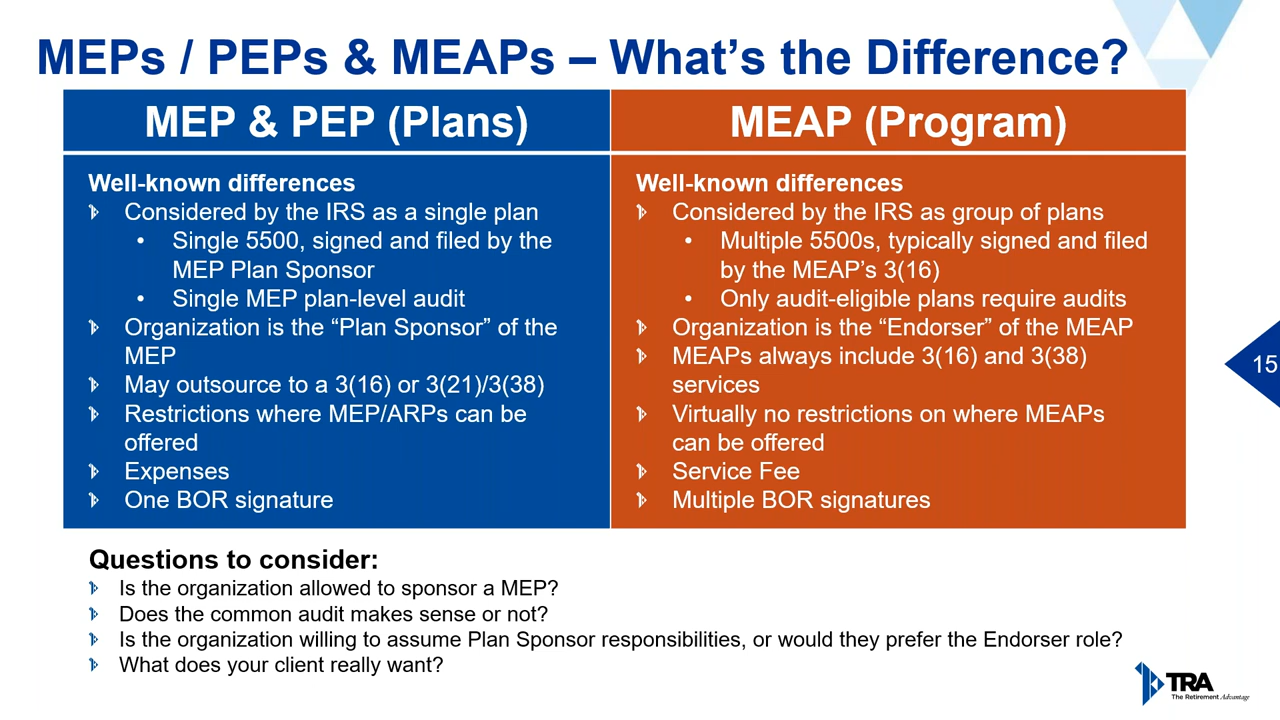 MEPs / PEPs & MEAPs – What's the Difference?
MEP & PEP (Plans)
Well-known differences
Considered by the IRS as a single plan
• Single 5500, signed and filed by the
MEP Plan Sponsor
• Single MEP plan-level audit
Organization is the “Plan Sponsor” of the
MEP
May outsource to a 3(16) or 3(21)/3(38)
Restrictions where MEP/ARPs can be
offered
Expenses
One BOR signature
MEAP (Program)
Well-known differences
Considered by the IRS as group of plans
• Multiple 5500s, typically signed and filed
by the MEAP’s 3(16)
• Only audit-eligible plans require audits
Organization is the “Endorser” of the MEAP
MEAPs always include 3(16) and 3(38)
services
Virtually no restrictions on where MEAPs
can be offered
Service Fee
Multiple BOR signatures
15
Questions to consider:
Is the organization allowed to sponsor a MEP?
Does the common audit makes sense or not?
Is the organization willing to assume Plan Sponsor responsibilities, or would they prefer the Endorser role?
What does your client really want?
TRA
The Retirement Advantage